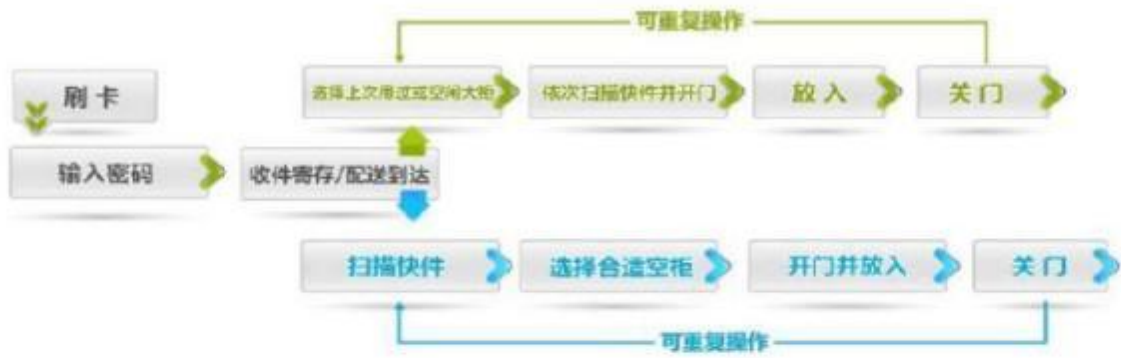 可重复操作
刷卡
选择上次用过或空闲大柜
依次扫描快件并开门
放入
关门
输入密码
收件寄存/配送到达
扫描快件
选择合适空柜
开门并放入
关门
可重复操作